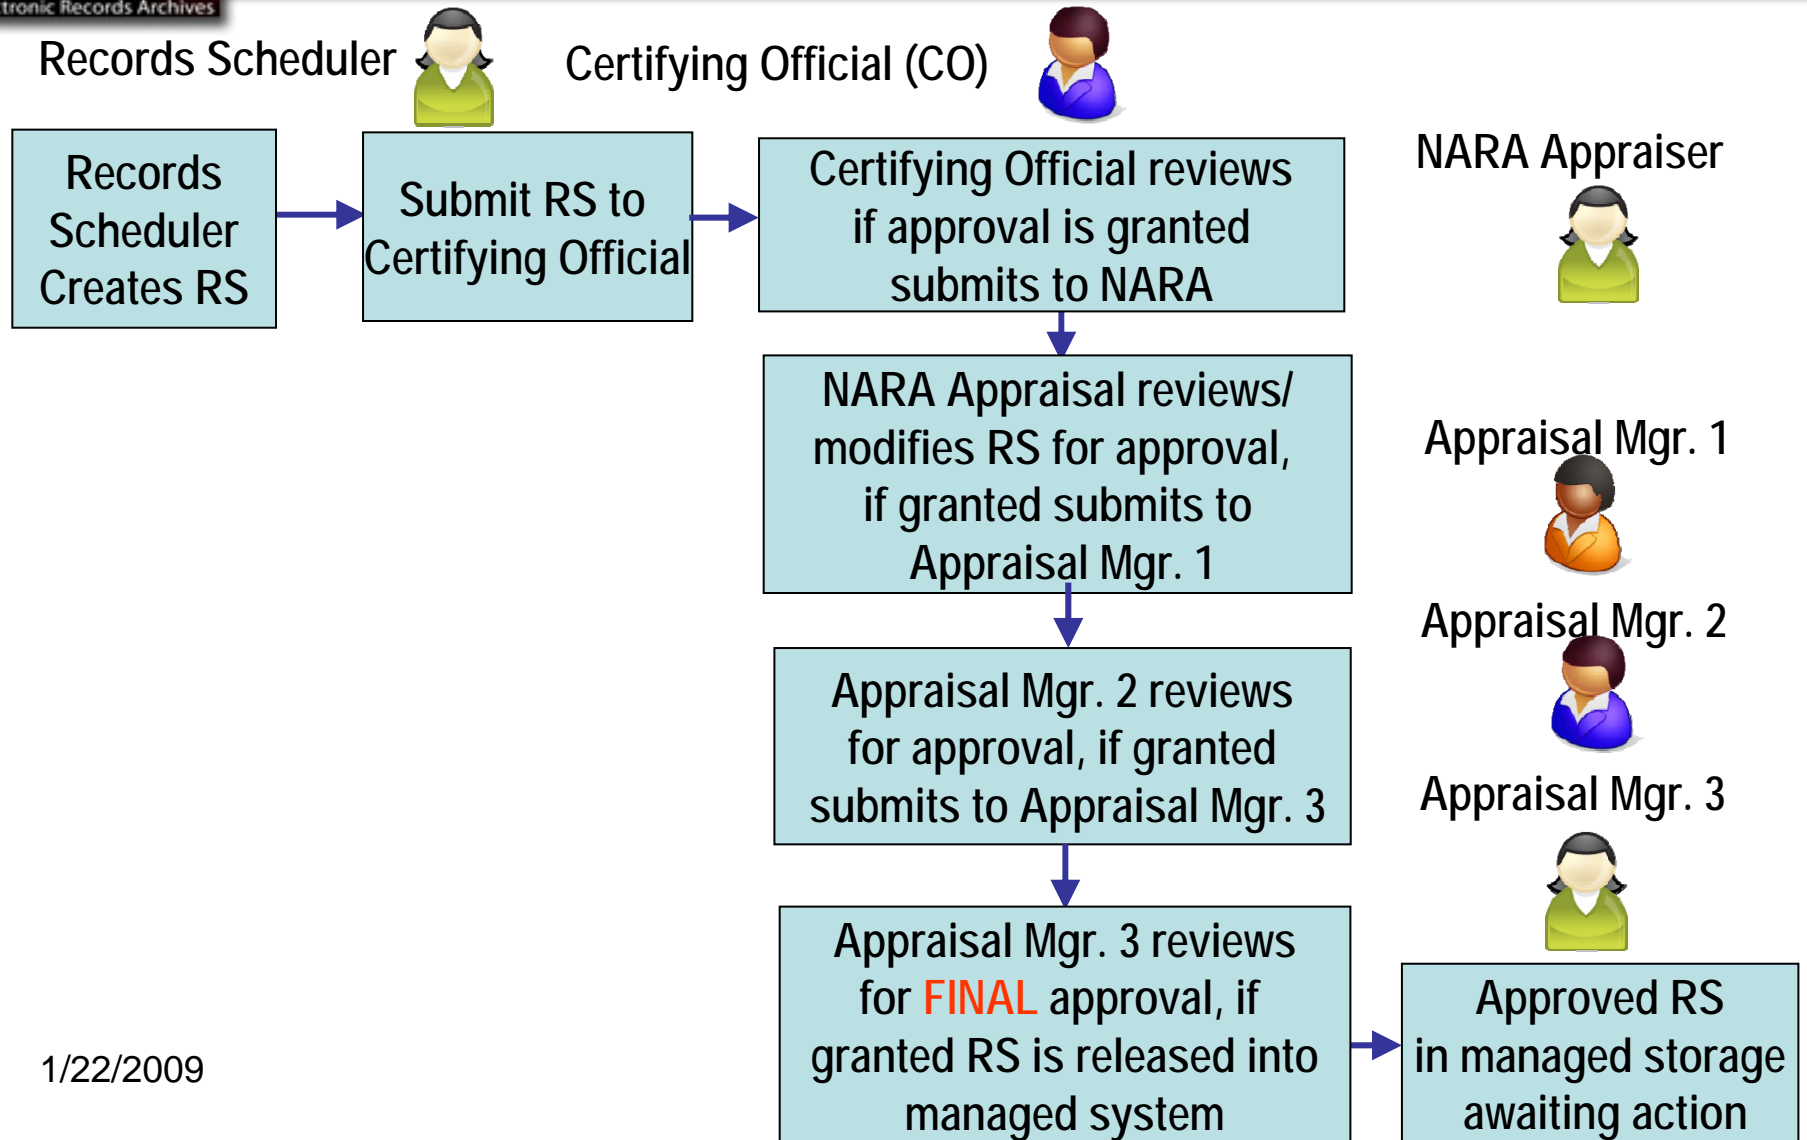 Records Archives
Records Scheduler
Certifying Official (CO)
Records
Scheduler
Creates RS
Submit RS to
Certifying Official
Certifying Official reviews
if approval is granted
submits to NARA
NARA Appraiser
NARA Appraisal reviews/
modifies RS for approval,
if granted submits to
Appraisal Mgr. 1
Appraisal Mgr. 1
Appraisal Mgr. 2
Appraisal Mgr. 2 reviews
for approval, if granted
submits to Appraisal Mgr. 3
Appraisal Mgr. 3
Appraisal Mgr. 3 reviews
for FINAL approval, if
granted RS is released into
managed system
Approved RS
in managed storage
awaiting action
1/22/2009